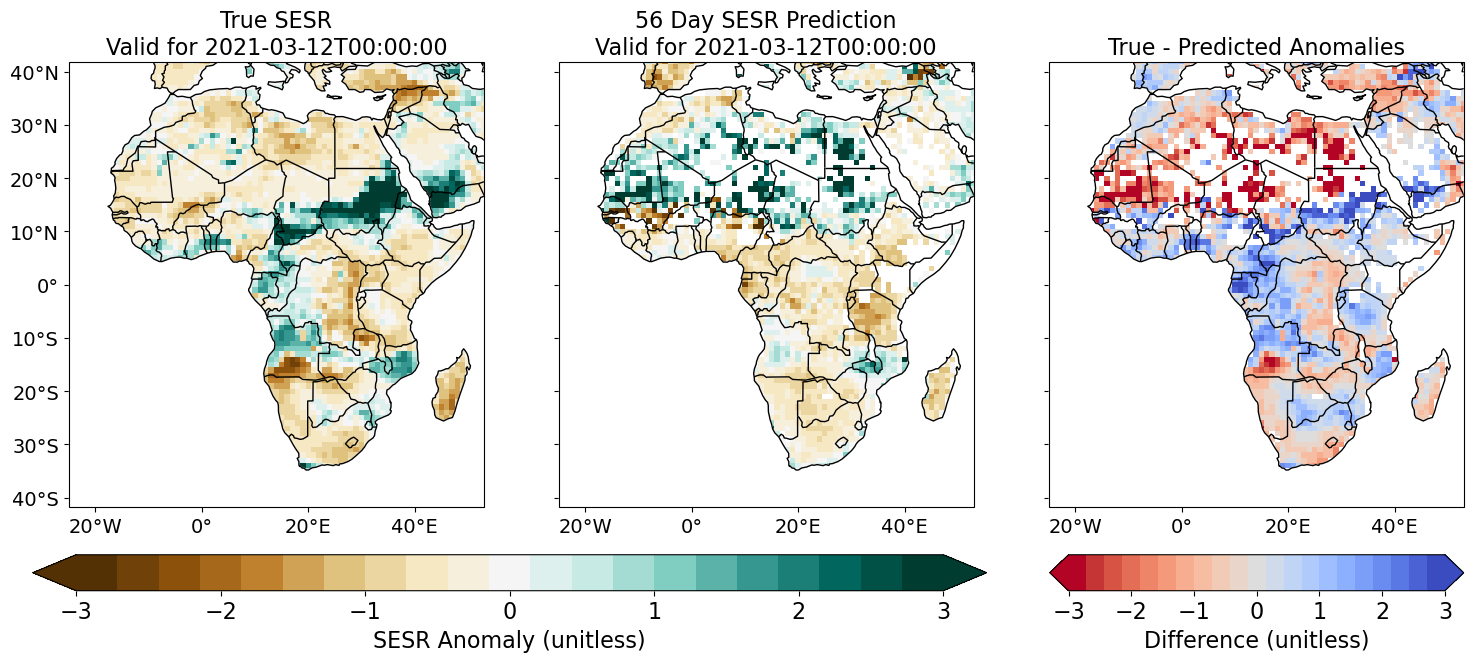 True SESR
Valid for 2021-03-12T00:00:00
56 Day SESR Prediction
Valid for 2021-03-12T00:00:00
True - Predicted Anomalies
40°N
30°N
20°N
10°N
0°
10°S
20°S
30°S
40°S
20°W 0° 20°E 40°E
20°W 0° 20°E 40°E
20°W 0° 20°E 40°E
−3 −2 −1 0 1 2 3
SESR Anomaly (unitless)
−3 −2 −1 0 1 2 3
Difference (unitless)